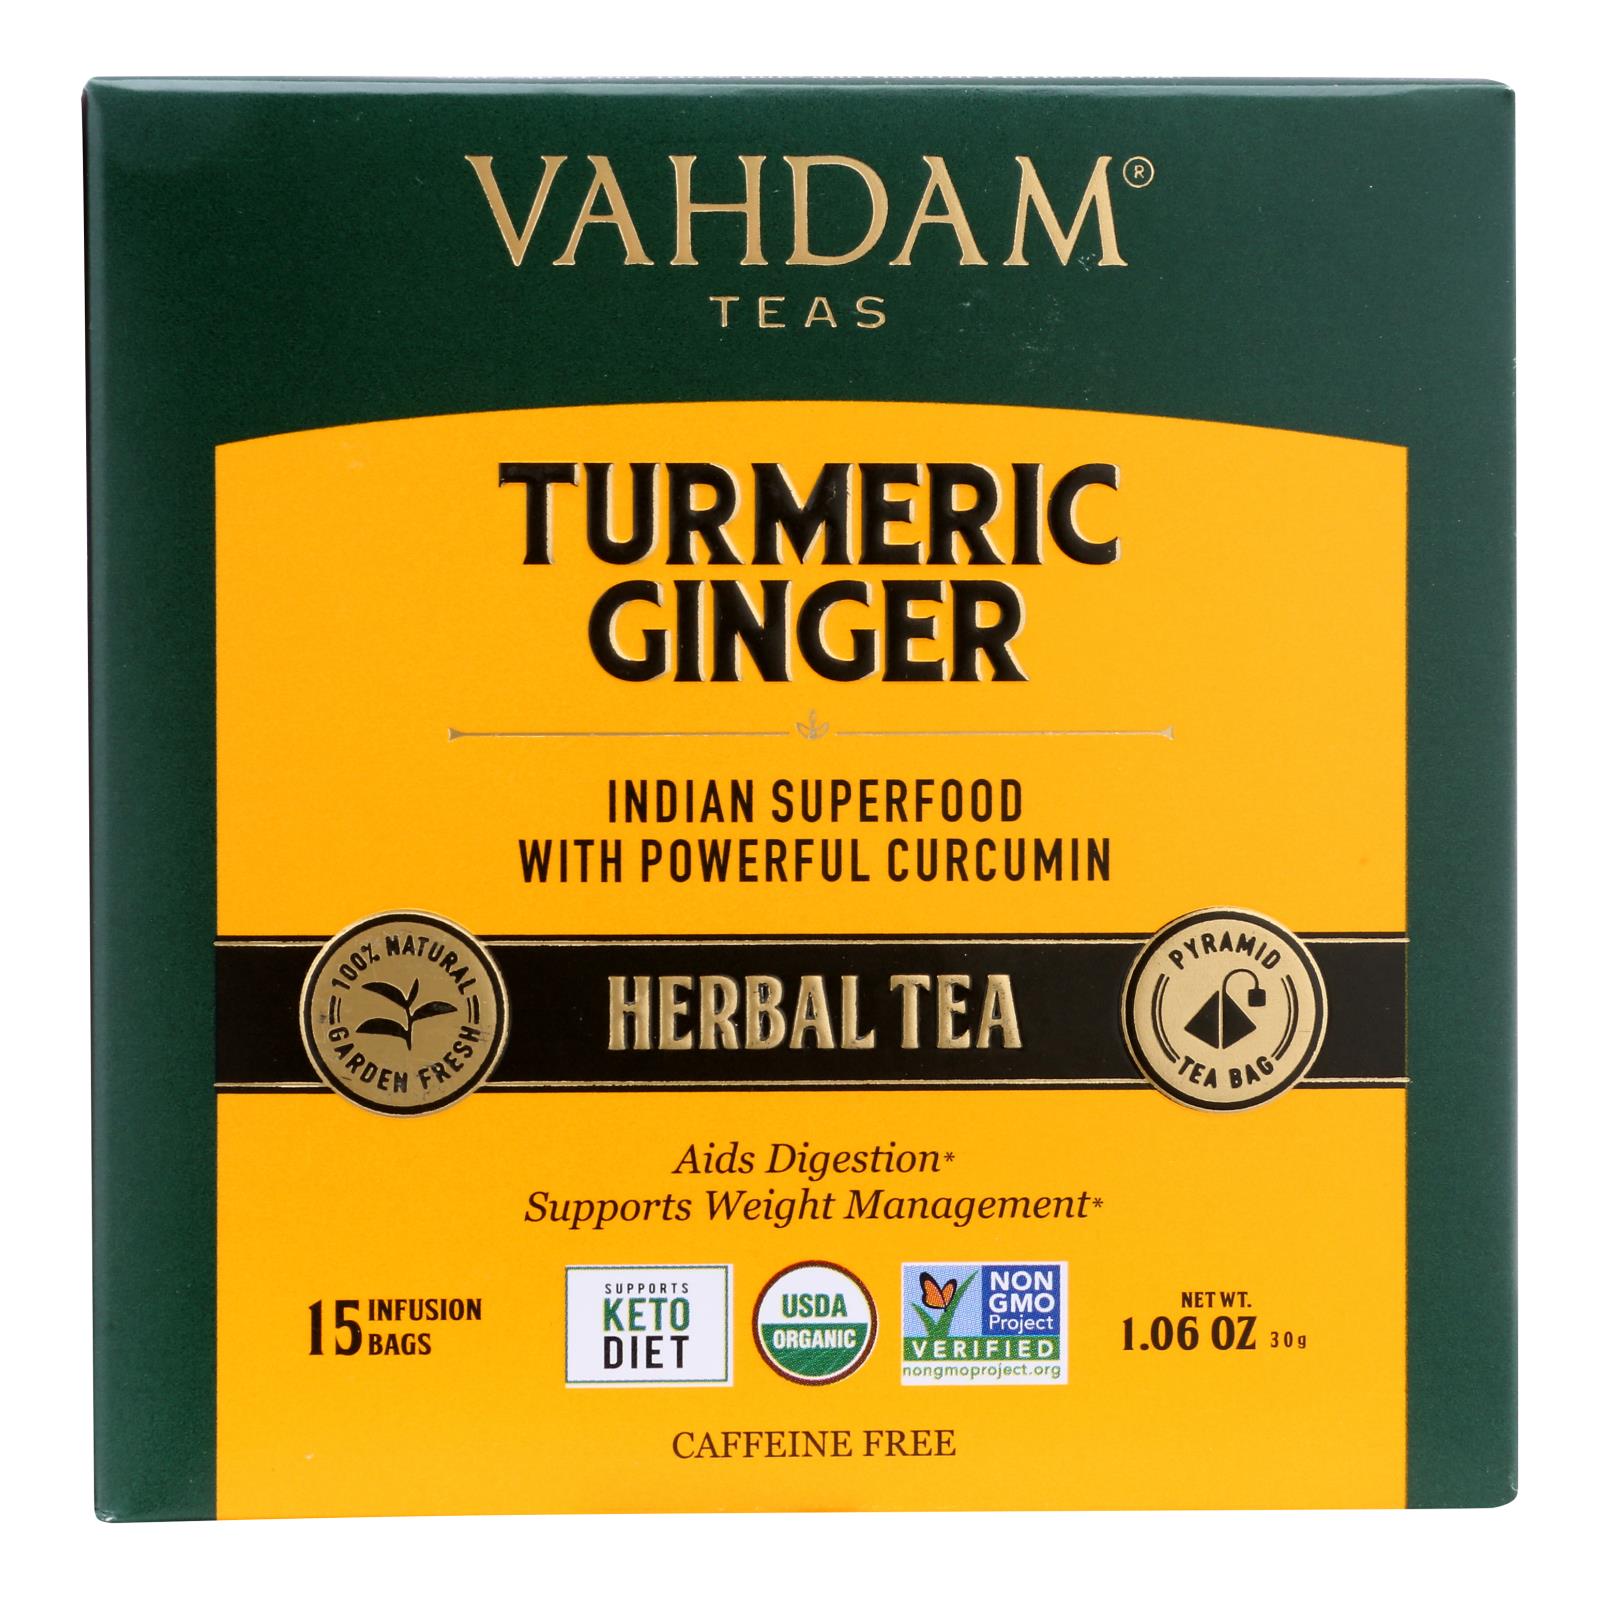 VAHDAM®
TEAS
TURMERIC
GINGER
INDIAN SUPERFOOD
WITH POWERFUL CURCUMIN
100% NATURAL
GARDEN FRESH
HERBAL TEA
PYRAMID
TEA BAG
Aids Digestion*
Supports Weight Management*
15 INFUSION
BAGS
SUPPORTS
KETO
DIET
USDA
ORGANIC
NON
GMO
Project
VERIFIED
nongmoproject.org
NET WT.
1.06 OZ 30g
CAFFEINE FREE